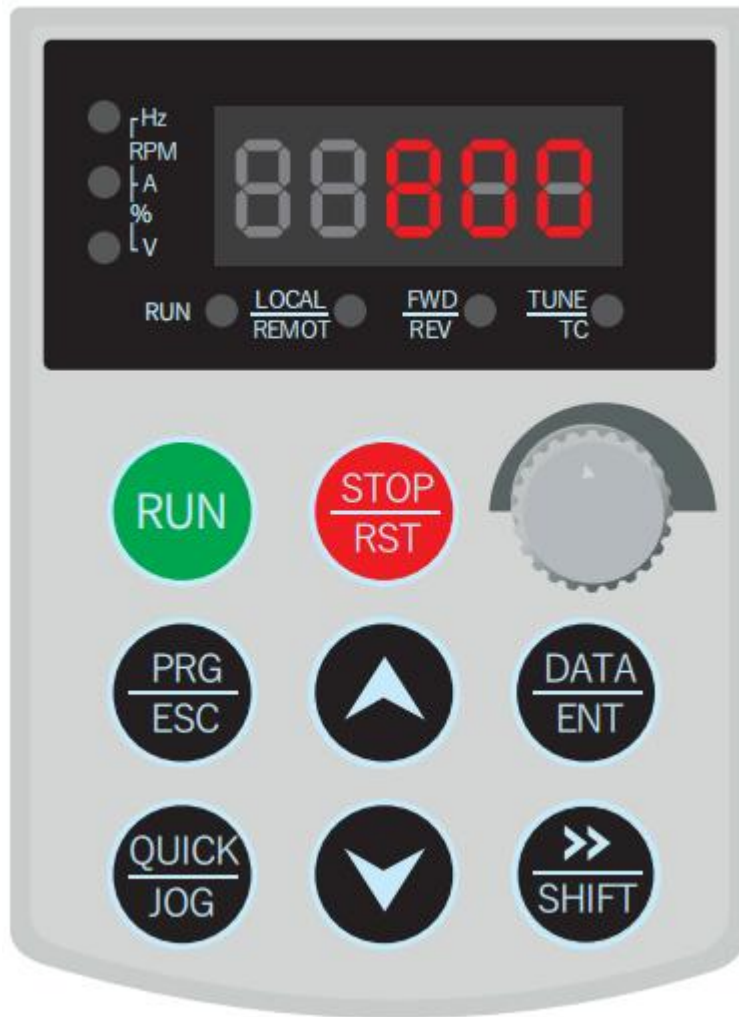 Hz
RPM
A
%
V
800
RUN
LOCAL
REMOT
FWD
REV
TUNE
TC
RUN
STOP
RST
PRG
ESC
DATA
ENT
QUICK
JOG
>>
SHIFT